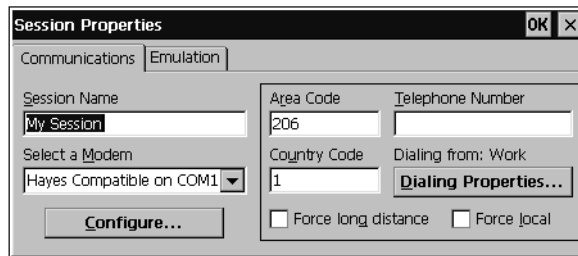 Session Properties OK ×
Communications Emulation
Session Name
My Session
Select a Modem
Hayes Compatible on COM1
Configure...
Area Code Telephone Number
206
Country Code Dialing from: Work
1 Dialing Properties...
Force long distance Force local